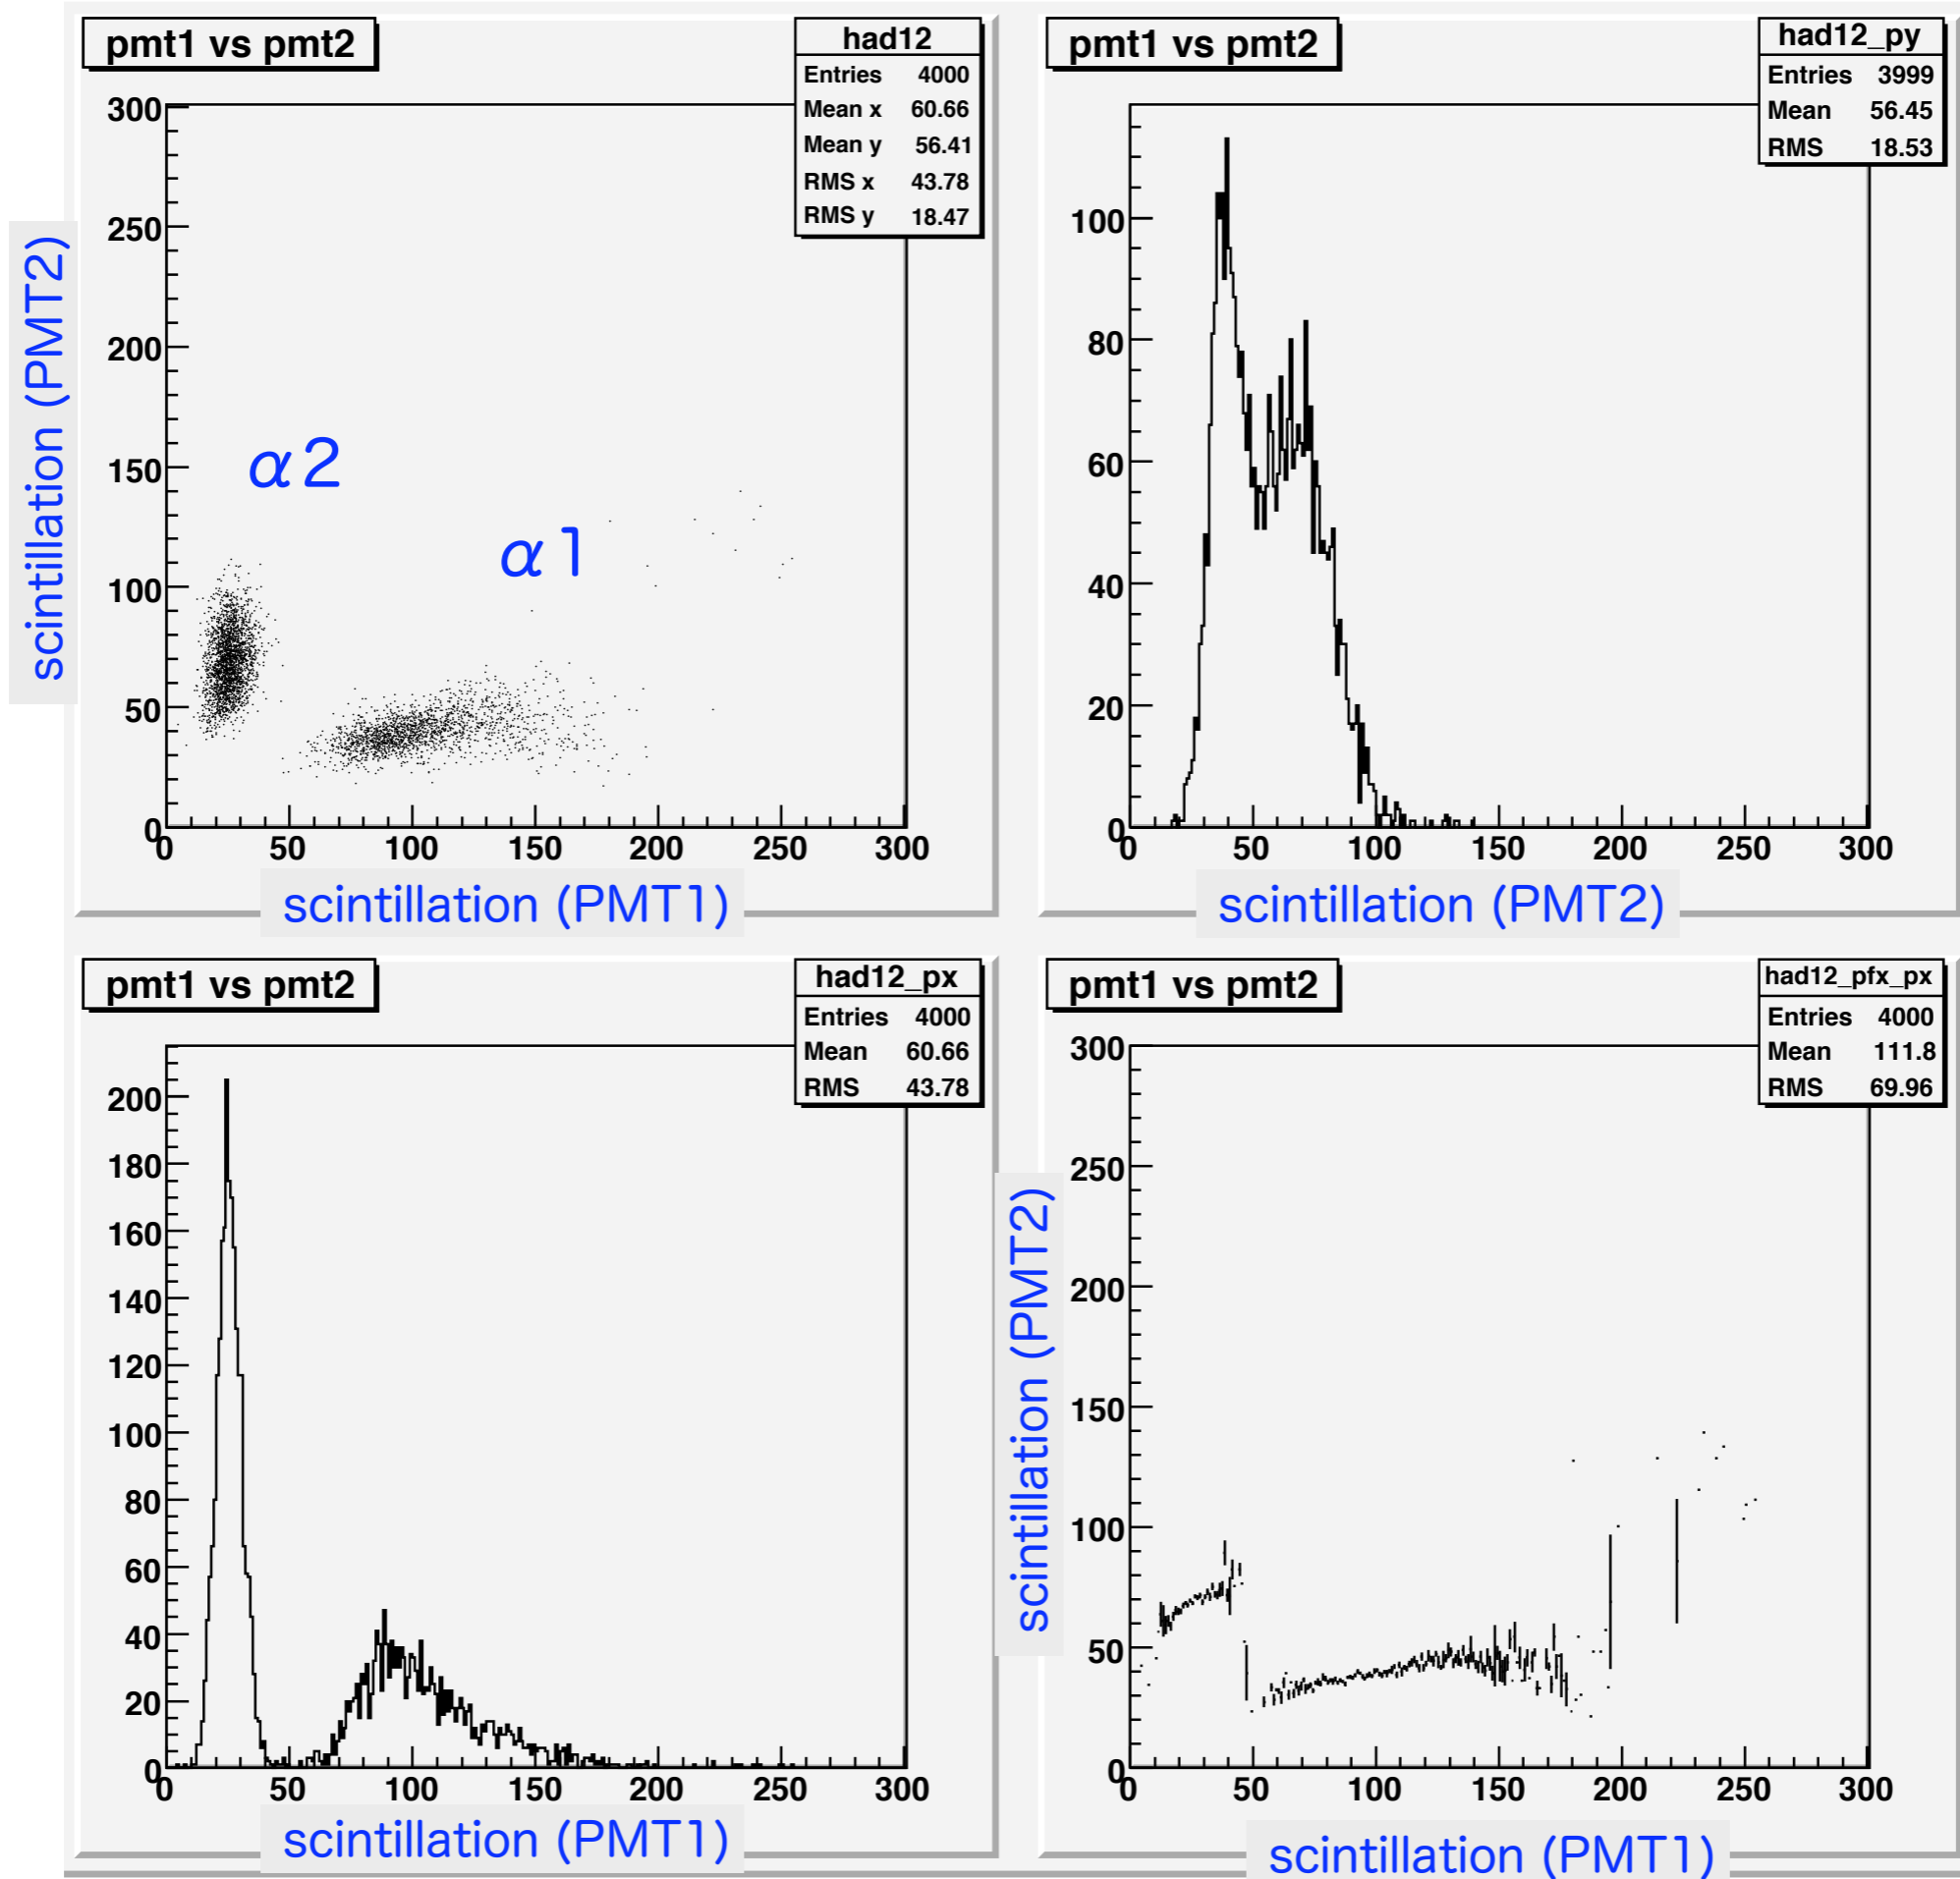 pmt1 vs pmt2
had12
Entries 4000
Mean x 60.66
Mean y 56.41
RMS x 43.78
RMS y 18.47
300
250
200
150
100
50
0
0 50 100 150 200 250 300
α2
α1
scintillation (PMT2)
scintillation (PMT1)
pmt1 vs pmt2
had12_py
Entries 3999
Mean 56.45
RMS 18.53
100
80
60
40
20
0
0 50 100 150 200 250 300
scintillation (PMT2)
pmt1 vs pmt2
had12_px
Entries 4000
Mean 60.66
RMS 43.78
200
180
160
140
120
100
80
60
40
20
0
0 50 100 150 200 250 300
scintillation (PMT1)
pmt1 vs pmt2
had12_pfx_px
Entries 4000
Mean 111.8
RMS 69.96
300
250
200
150
100
50
0
0 50 100 150 200 250 300
scintillation (PMT2)
scintillation (PMT1)